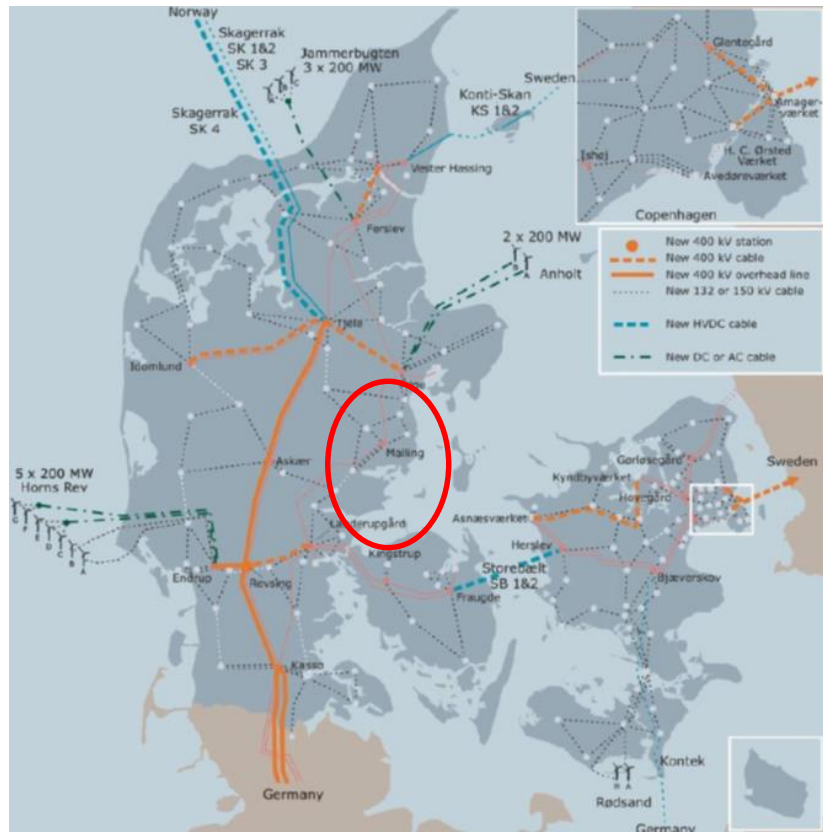 Norway
Skagerrak
SK 1&2
SK 3
Jammerbugten
3 x 200 MW
Skagerrak
SK 4
Konti-Skan
KS 1&2
Sweden
Vester Hassing
Ferslev
2 x 200 MW
B
A
Anholt
Tjele
Idomlund
Malling
Askær
5 x 200 MW
Horns Rev
G
F
E
D
C
B
A
Landerupgård
Endrup
Revsing
Kingstrup
Fraugde
Kassø
Germany
Storebælt
SB 1&2
Asnæsværket
Kyndbyværket
Herslev
Gørløsegård
Hovegård
Bjæverskov
Sweden
Kontek
Rødsand
Germany
Glentegård
Amager-
værket
H. C. Ørsted
Værket
Ishøj
Avedøreværket
Copenhagen
New 400 kV station
New 400 kV cable
New 400 kV overhead line
New 132 or 150 kV cable
New HVDC cable
New DC or AC cable